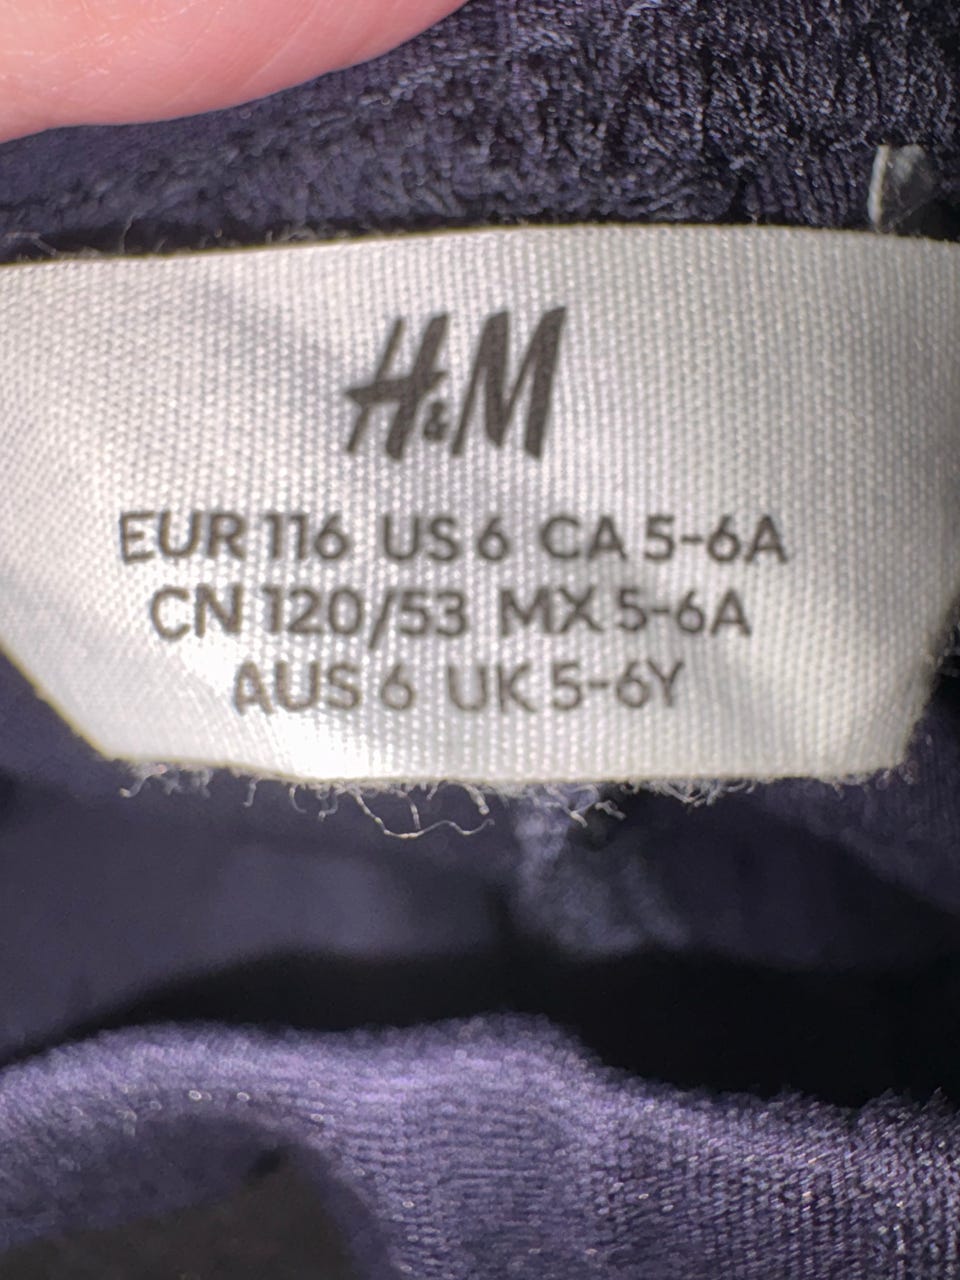 H&M
EUR 116 US 6 CA 5-6A
CN 120/53 MX 5-6A
AUS 6 UK 5-6Y